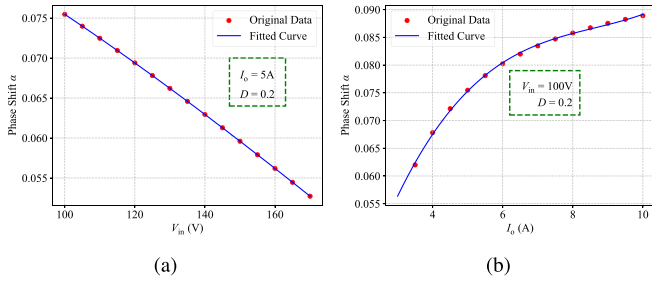 0.075
0.070
0.065
0.060
0.055
Phase Shift α
Original Data
Fitted Curve
I_o = 5A
D = 0.2
100
120
140
160
V_in (V)
(a)
0.090
0.085
0.080
0.075
0.070
0.065
0.060
0.055
Phase Shift α
Original Data
Fitted Curve
V_in = 100V
D = 0.2
4
6
8
10
I_o (A)
(b)